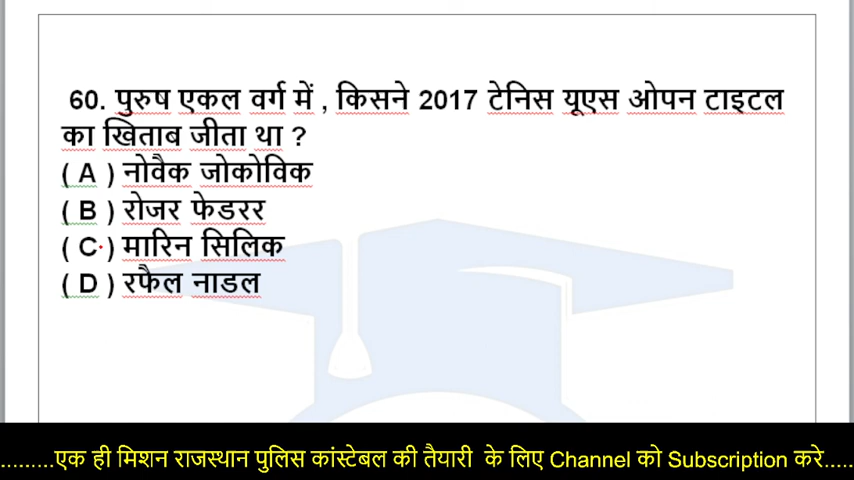 60. पुरुष एकल वर्ग में , किसने 2017 टेनिस यूएस ओपन टाइटल
का खिताब जीता था ?
( A ) नोवैक जोकोविक
( B ) रोजर फेडरर
( C ) मारिन सिलिक
( D ) रफैल नाडल
.........एक ही मिशन राजस्थान पुलिस कांस्टेबल की तैयारी के लिए Channel को Subscription करे.....